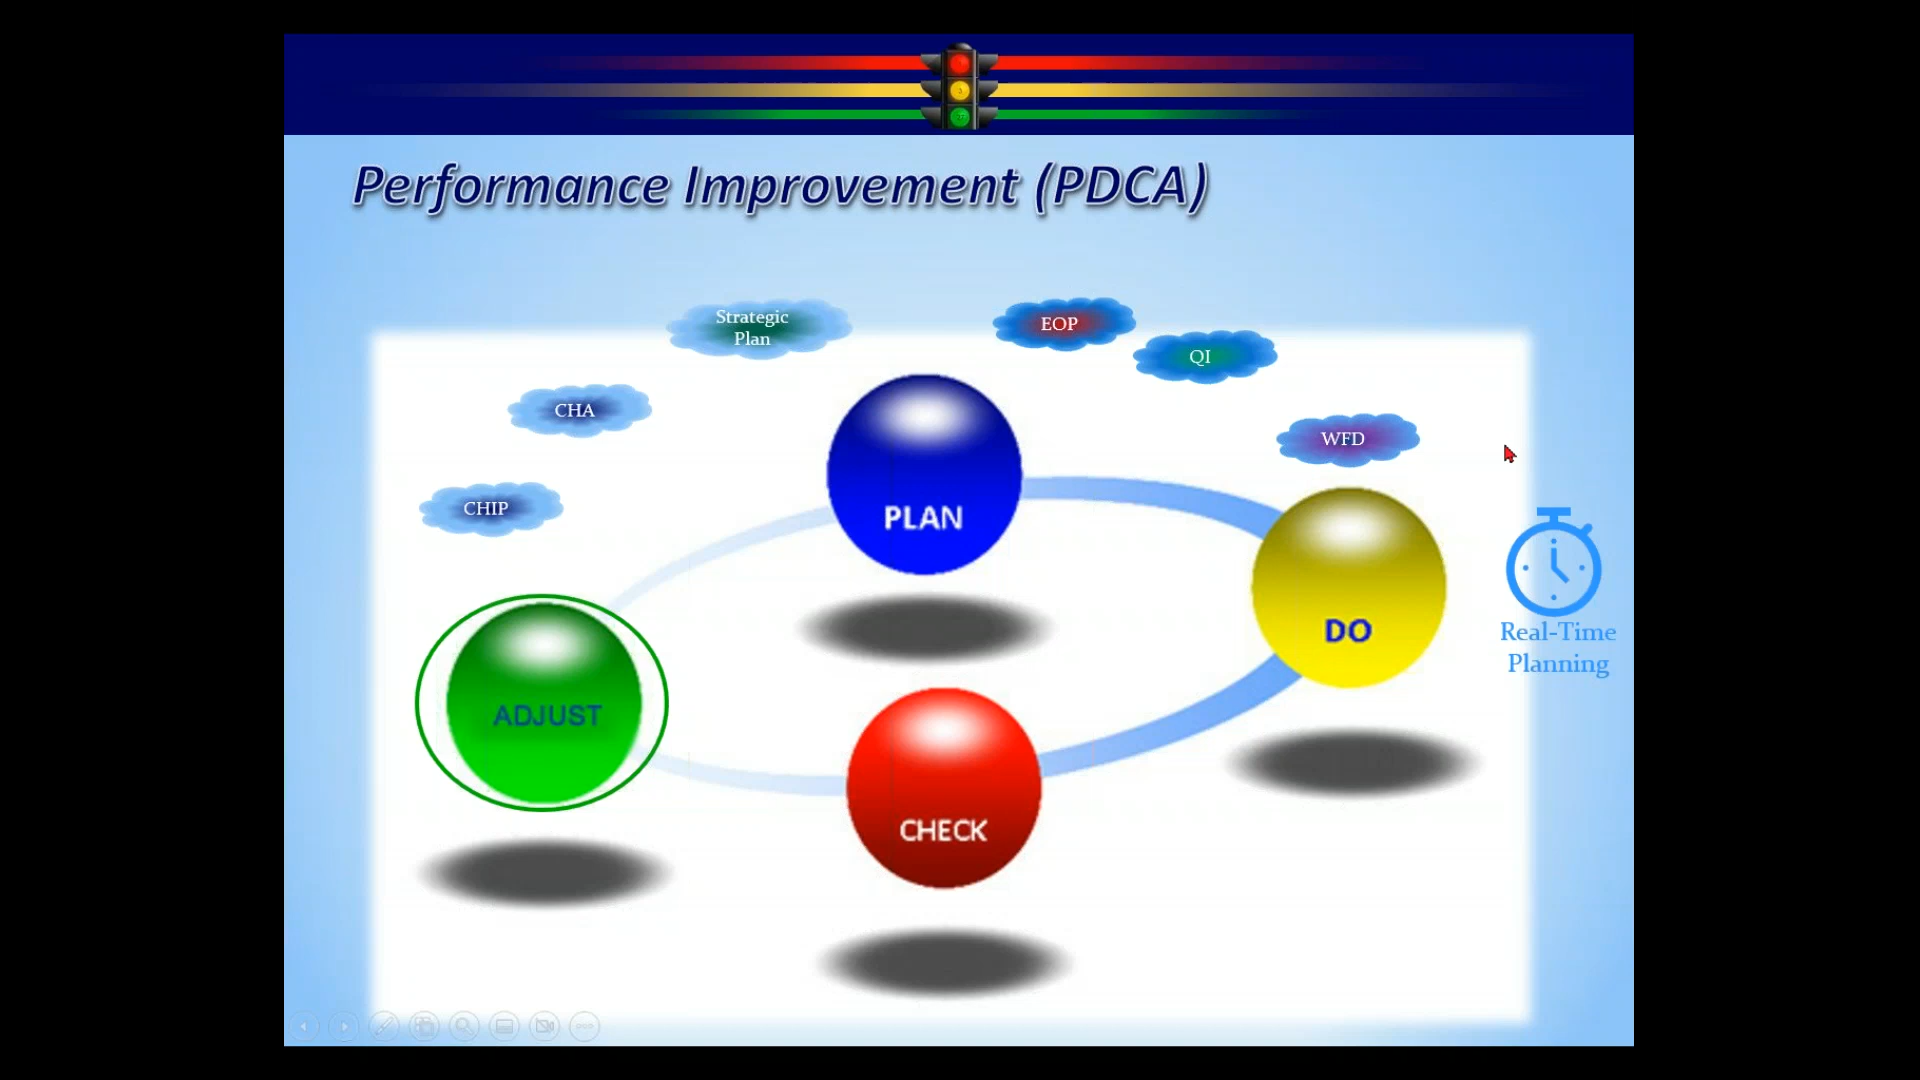 Performance Improvement (PDCA)
Strategic
Plan
EOP
QI
CHA
WFD
CHIP
PLAN
DO
Real-Time
Planning
ADJUST
CHECK